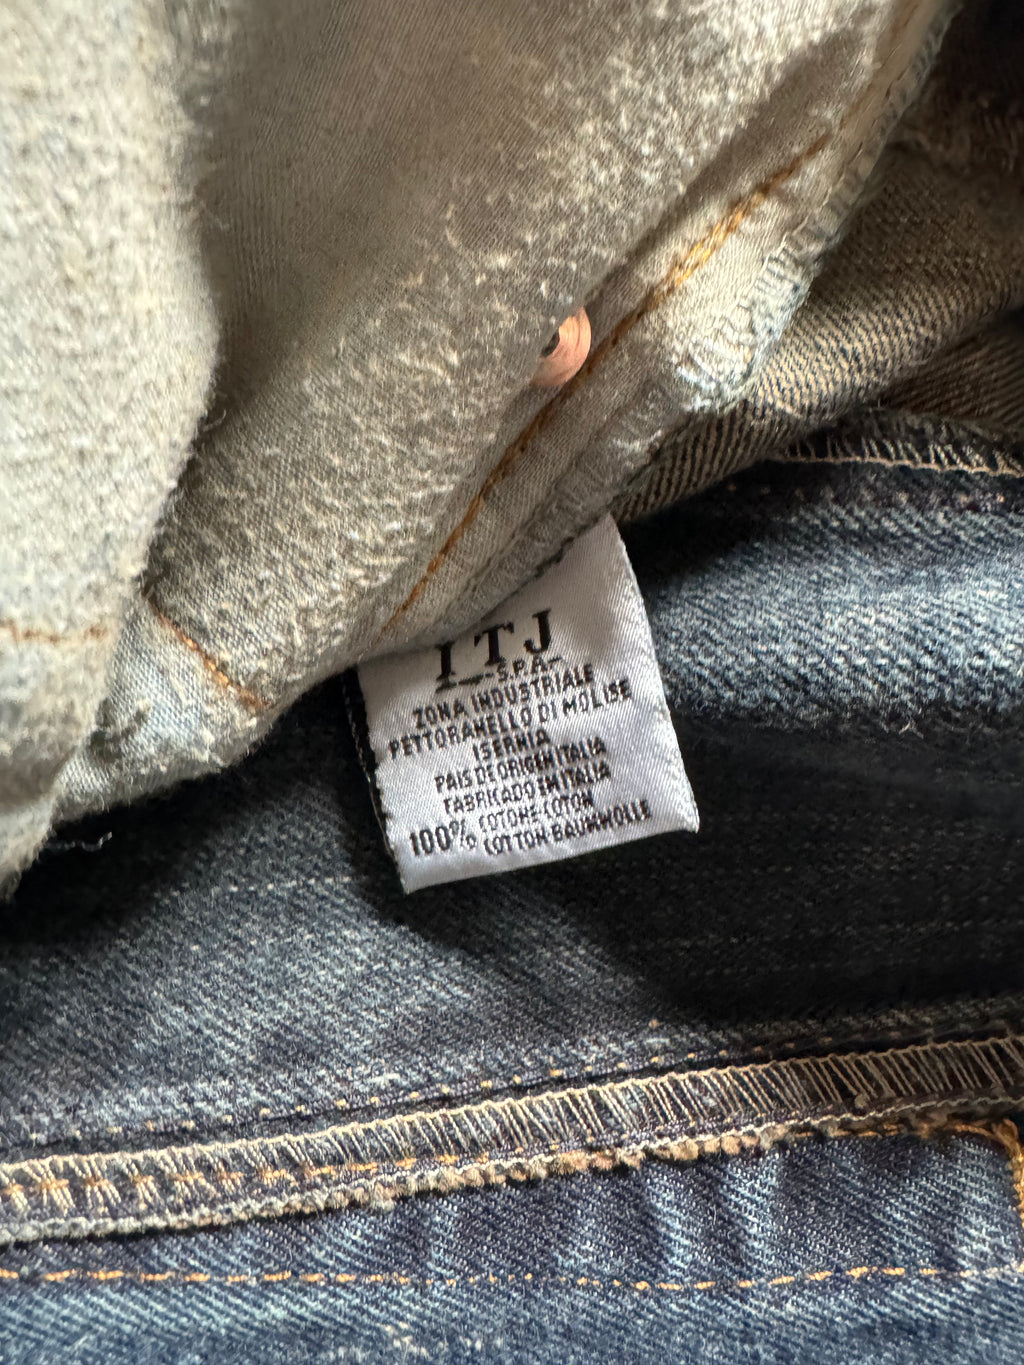 ITJ
-S.P.A-
ZONA INDUSTRIALE
PETTORANELLO DI MOLISE
ISERNIA
PAIS DE ORIGEN ITALIA
FABRICADO EN ITALIA
100% COTONE COTON
COTTON BAUMWOLLE